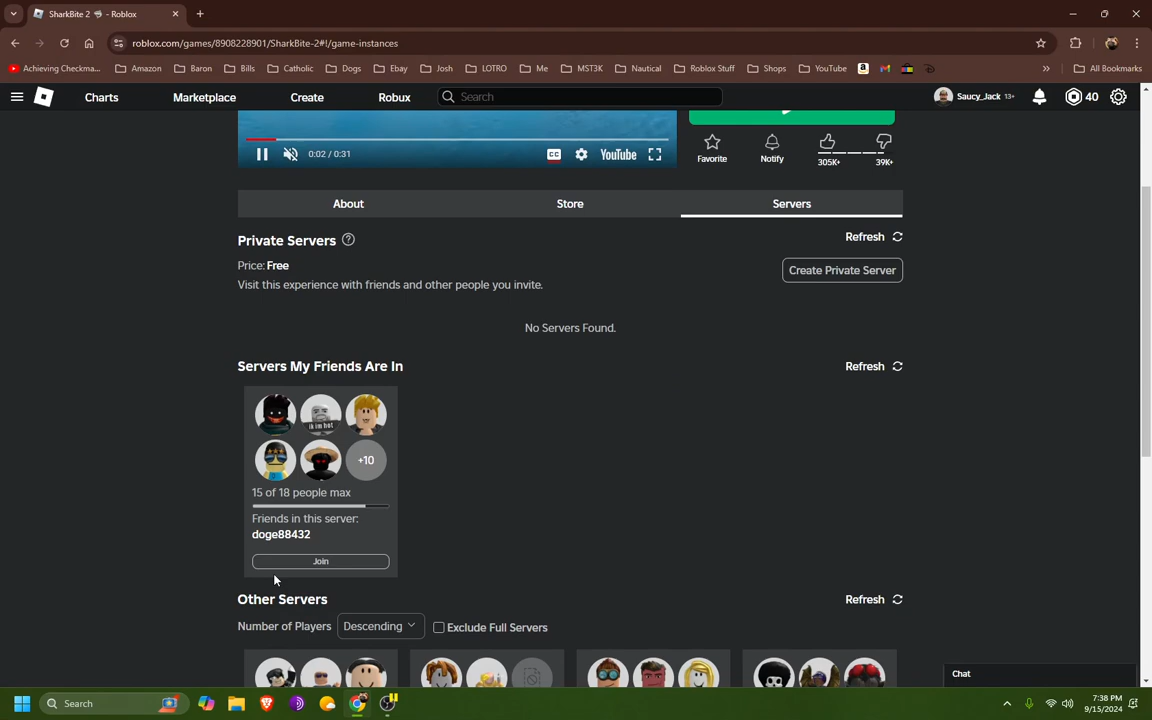 SharkBite 2 - Roblox
roblox.com/games/8908228901/SharkBite-2#!/game-instances
Achieving Checkma...
Amazon
Baron
Bills
Catholic
Dogs
Ebay
Josh
LOTRO
Me
MST3K
Nautical
Roblox Stuff
Shops
YouTube
All Bookmarks
Charts
Marketplace
Create
Robux
Search
Saucy_Jack 13+
40
0:02 / 0:31
CC
YouTube
Favorite
Notify
305K+
39K+
About
Store
Servers
Private Servers
Refresh
Price: Free
Create Private Server
Visit this experience with friends and other people you invite.
No Servers Found.
Servers My Friends Are In
Refresh
ik im hot
+10
15 of 18 people max
Friends in this server:
doge88432
Join
Other Servers
Refresh
Number of Players
Descending
Exclude Full Servers
Chat
Search
7:38 PM
9/15/2024